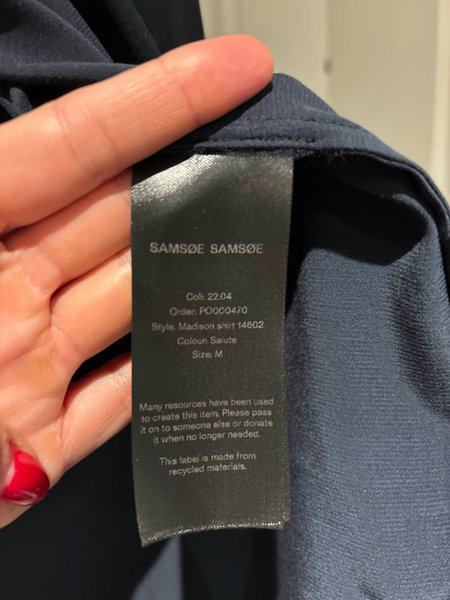 SAMSØE SAMSØE
Coll: 22.04
Order: PO000470
Style: Madison shirt 14602
Colour: Salute
Size: M
Many resources have been used
to create this item. Please pass
it on to someone else or donate
it when no longer needed.
This label is made from
recycled materials.